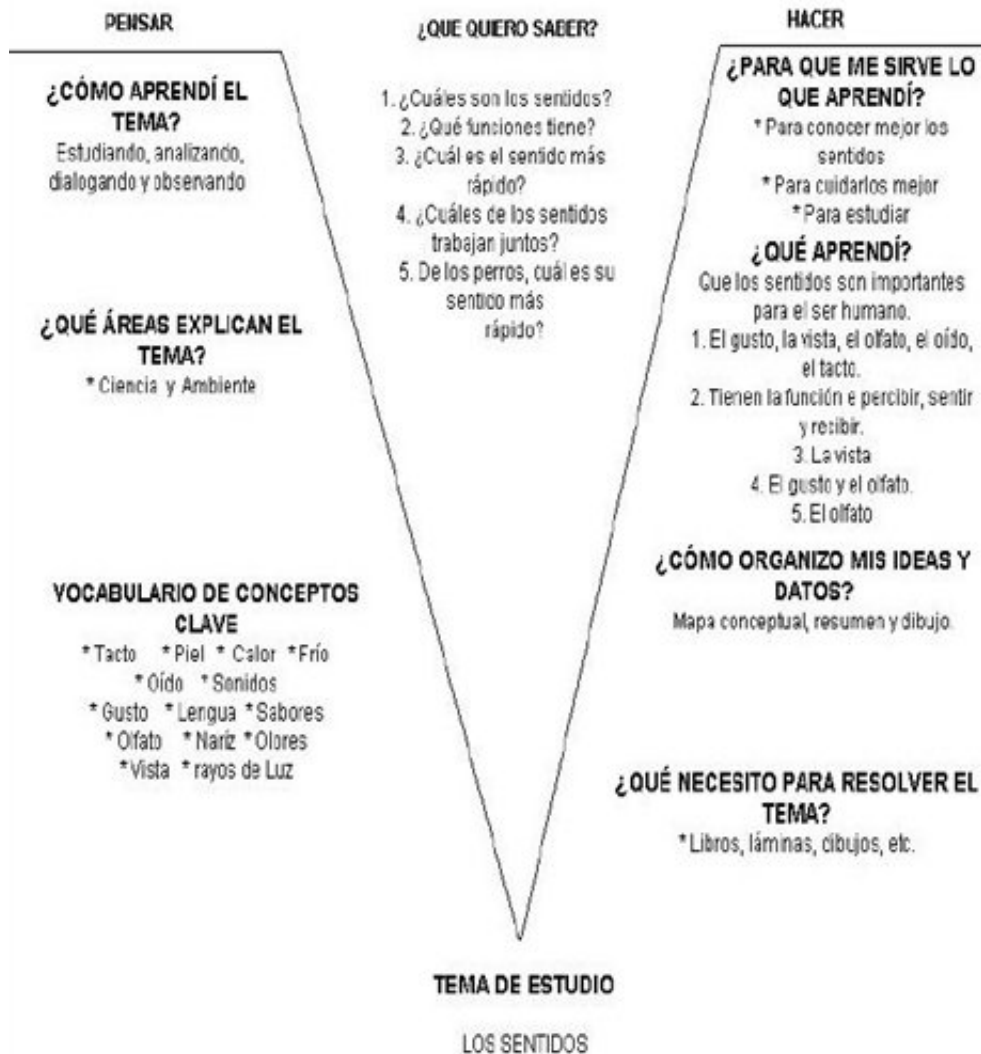 PENSAR
¿CÓMO APRENDÍ EL
TEMA?
Estudiando, analizando,
dialogando y observando
¿QUÉ ÁREAS EXPLICAN EL
TEMA?
* Ciencia y Ambiente
VOCABULARIO DE CONCEPTOS
CLAVE
* Tacto * Piel * Calor * Frío
* Oído * Sonidos
* Gusto * Lengua * Sabores
* Olfato * Nariz * Olores
* Vista * rayos de Luz
¿QUE QUIERO SABER?
1. ¿Cuáles son los sentidos?
2. ¿Qué funciones tiene?
3. ¿Cuál es el sentido más
rápido?
4. ¿Cuáles de los sentidos
trabajan juntos?
5. De los perros, cuál es su
sentico más
rápido?
HACER
¿PARA QUE ME SIRVE LO
QUE APRENDÍ?
* Para conocer mejor los
sentidos
* Para cuidarlos mejor
* Para estudiar
¿QUÉ APRENDÍ?
Que los sentidos son importantes
para el ser humano.
1. El gusto, la vista, el olfato, el oído,
el tacto.
2. Tienen la función e percibir, sentir
y recibir.
3. La vista
4. El gusto y el olfato.
5. El olfato
¿CÓMO ORGANIZO MIS IDEAS Y
DATOS?
Mapa conceptual, resumen y dibujo.
¿QUÉ NECESITO PARA RESOLVER EL
TEMA?
* Libros, láminas, dibujos, etc.
TEMA DE ESTUDIO
LOS SENTIDOS